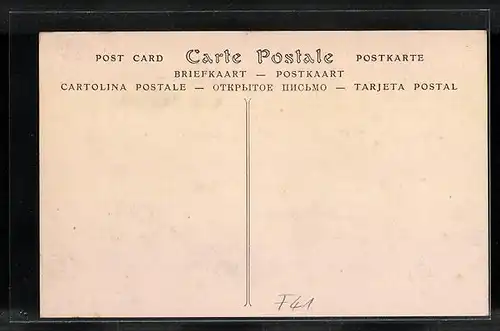 POST CARD Carte Postale POSTKARTE
BRIEFKAART — POSTKAART
CARTOLINA POSTALE — ОТКРЫТОЕ ПИСЬМО — TARJETA POSTAL
F41